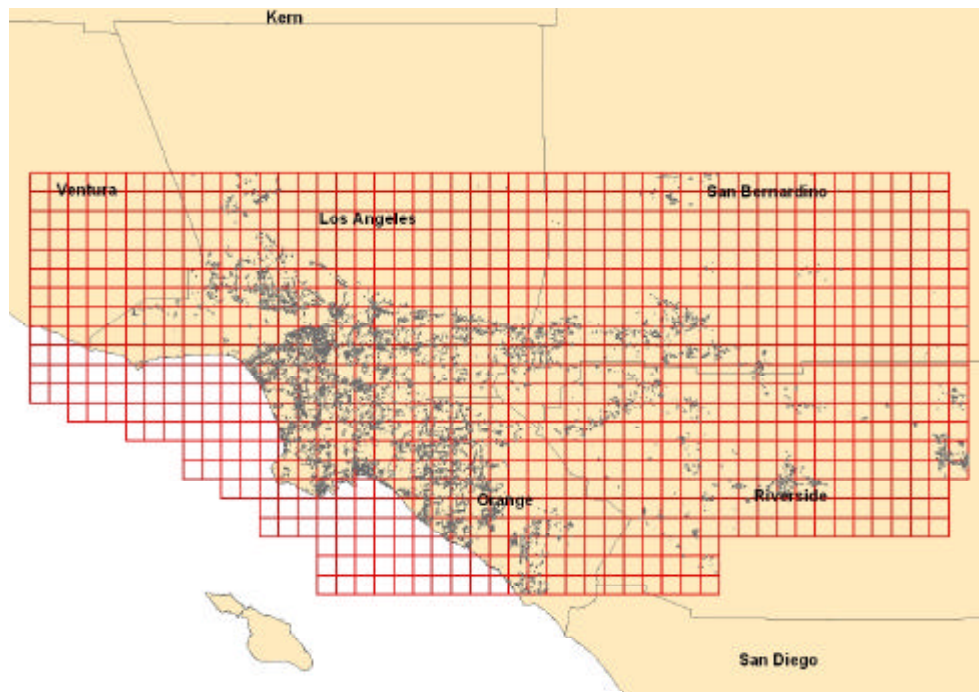 Kern
Ventura
San Bernardino
Los Angeles
Orange
Riverside
San Diego